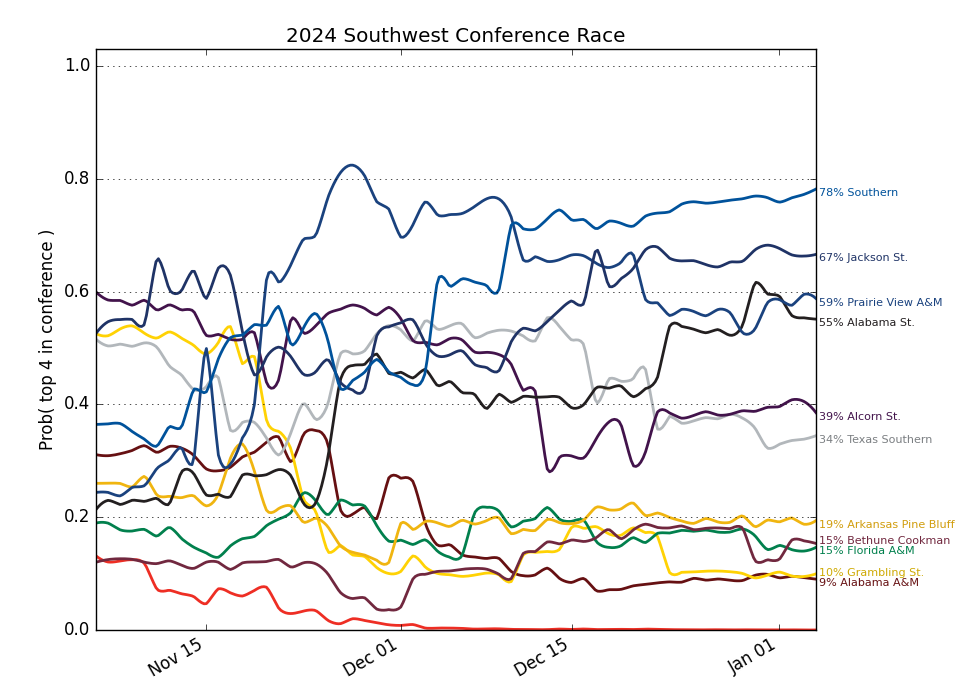 2024 Southwest Conference Race
Prob( top 4 in conference )
1.0
0.8
0.6
0.4
0.2
0.0
Nov 15
Dec 01
Dec 15
Jan 01
78% Southern
67% Jackson St.
59% Prairie View A&M
55% Alabama St.
39% Alcorn St.
34% Texas Southern
19% Arkansas Pine Bluff
15% Bethune Cookman
15% Florida A&M
10% Grambling St.
9% Alabama A&M